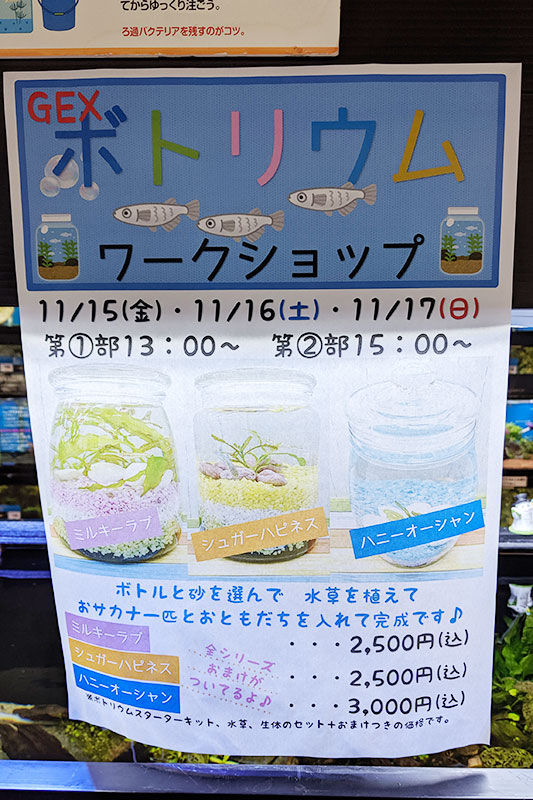 てからゆっくり注ごう。
ろ過バクテリアを残すのがコツ。
GEX
ボトリウム
ワークショップ
11/15(金)・11/16(土)・11/17(日)
第①部13：00～　第②部15：00～
ミルキーラブ
シュガーハピネス
ハニーオーシャン
ボトルと砂を選んで　水草を植えて
おサカナ一匹とおともだちを入れて完成です♪
ミルキーラブ ・・・2,500円(込)
シュガーハピネス ・・・2,500円(込)
ハニーオーシャン ・・・3,000円(込)
全シリーズ
おまけが
ついてるよ♪
※ボトリウムスターターキット、水草、生体のセット＋おまけつきの価格です。